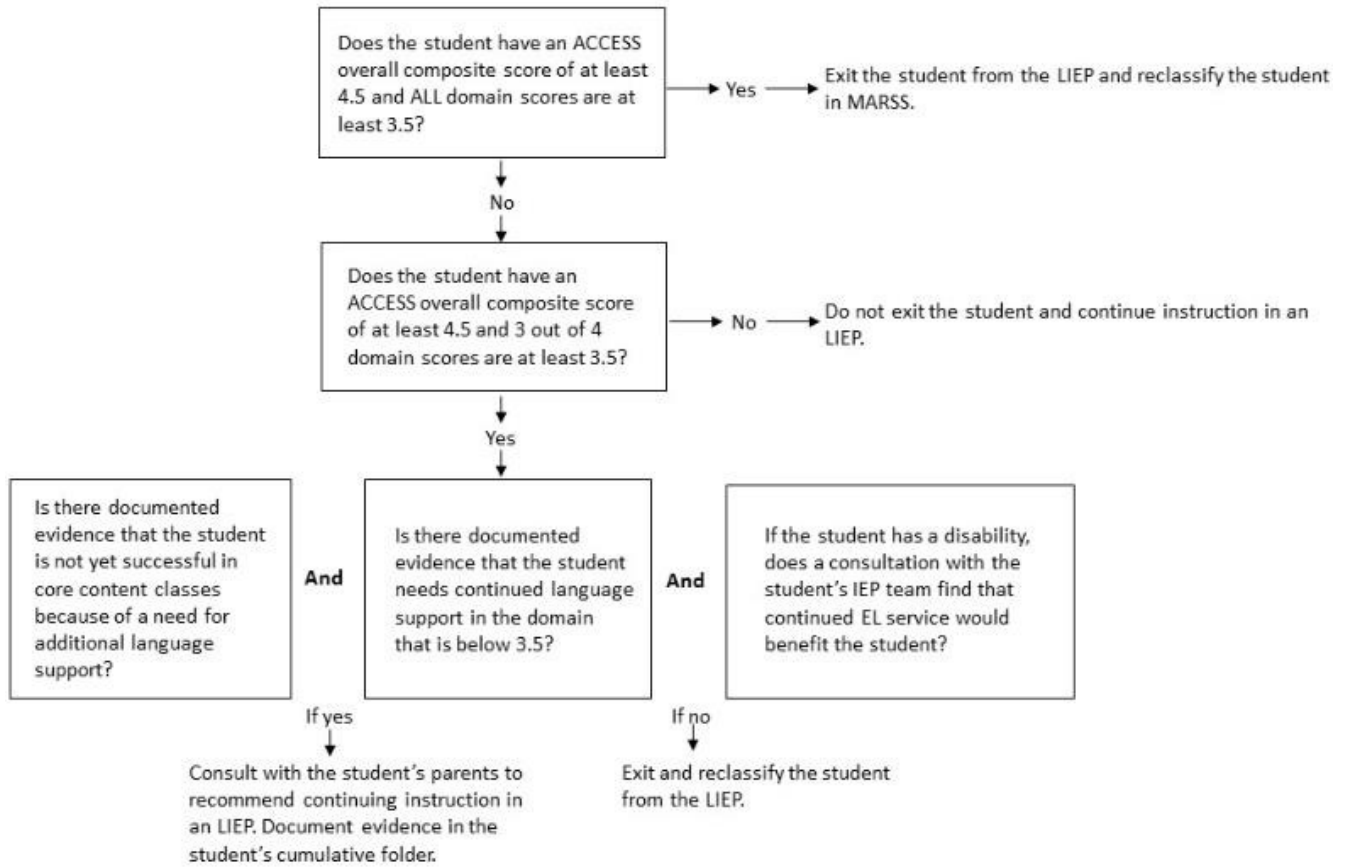 Does the student have an ACCESS
overall composite score of at least
4.5 and ALL domain scores are at
least 3.5?
Yes
Exit the student from the LIEP and reclassify the student
in MARSS.
No
Does the student have an
ACCESS overall composite score
of at least 4.5 and 3 out of 4
domain scores are at least 3.5?
No
Do not exit the student and continue instruction in an
LIEP.
Yes
Is there documented
evidence that the student
is not yet successful in
core content classes
because of a need for
additional language
support?
And
Is there documented
evidence that the student
needs continued language
support in the domain
that is below 3.5?
And
If the student has a disability,
does a consultation with the
student's IEP team find that
continued EL service would
benefit the student?
If yes
Consult with the student's parents to
recommend continuing instruction in
an LIEP. Document evidence in the
student's cumulative folder.
If no
Exit and reclassify the student
from the LIEP.